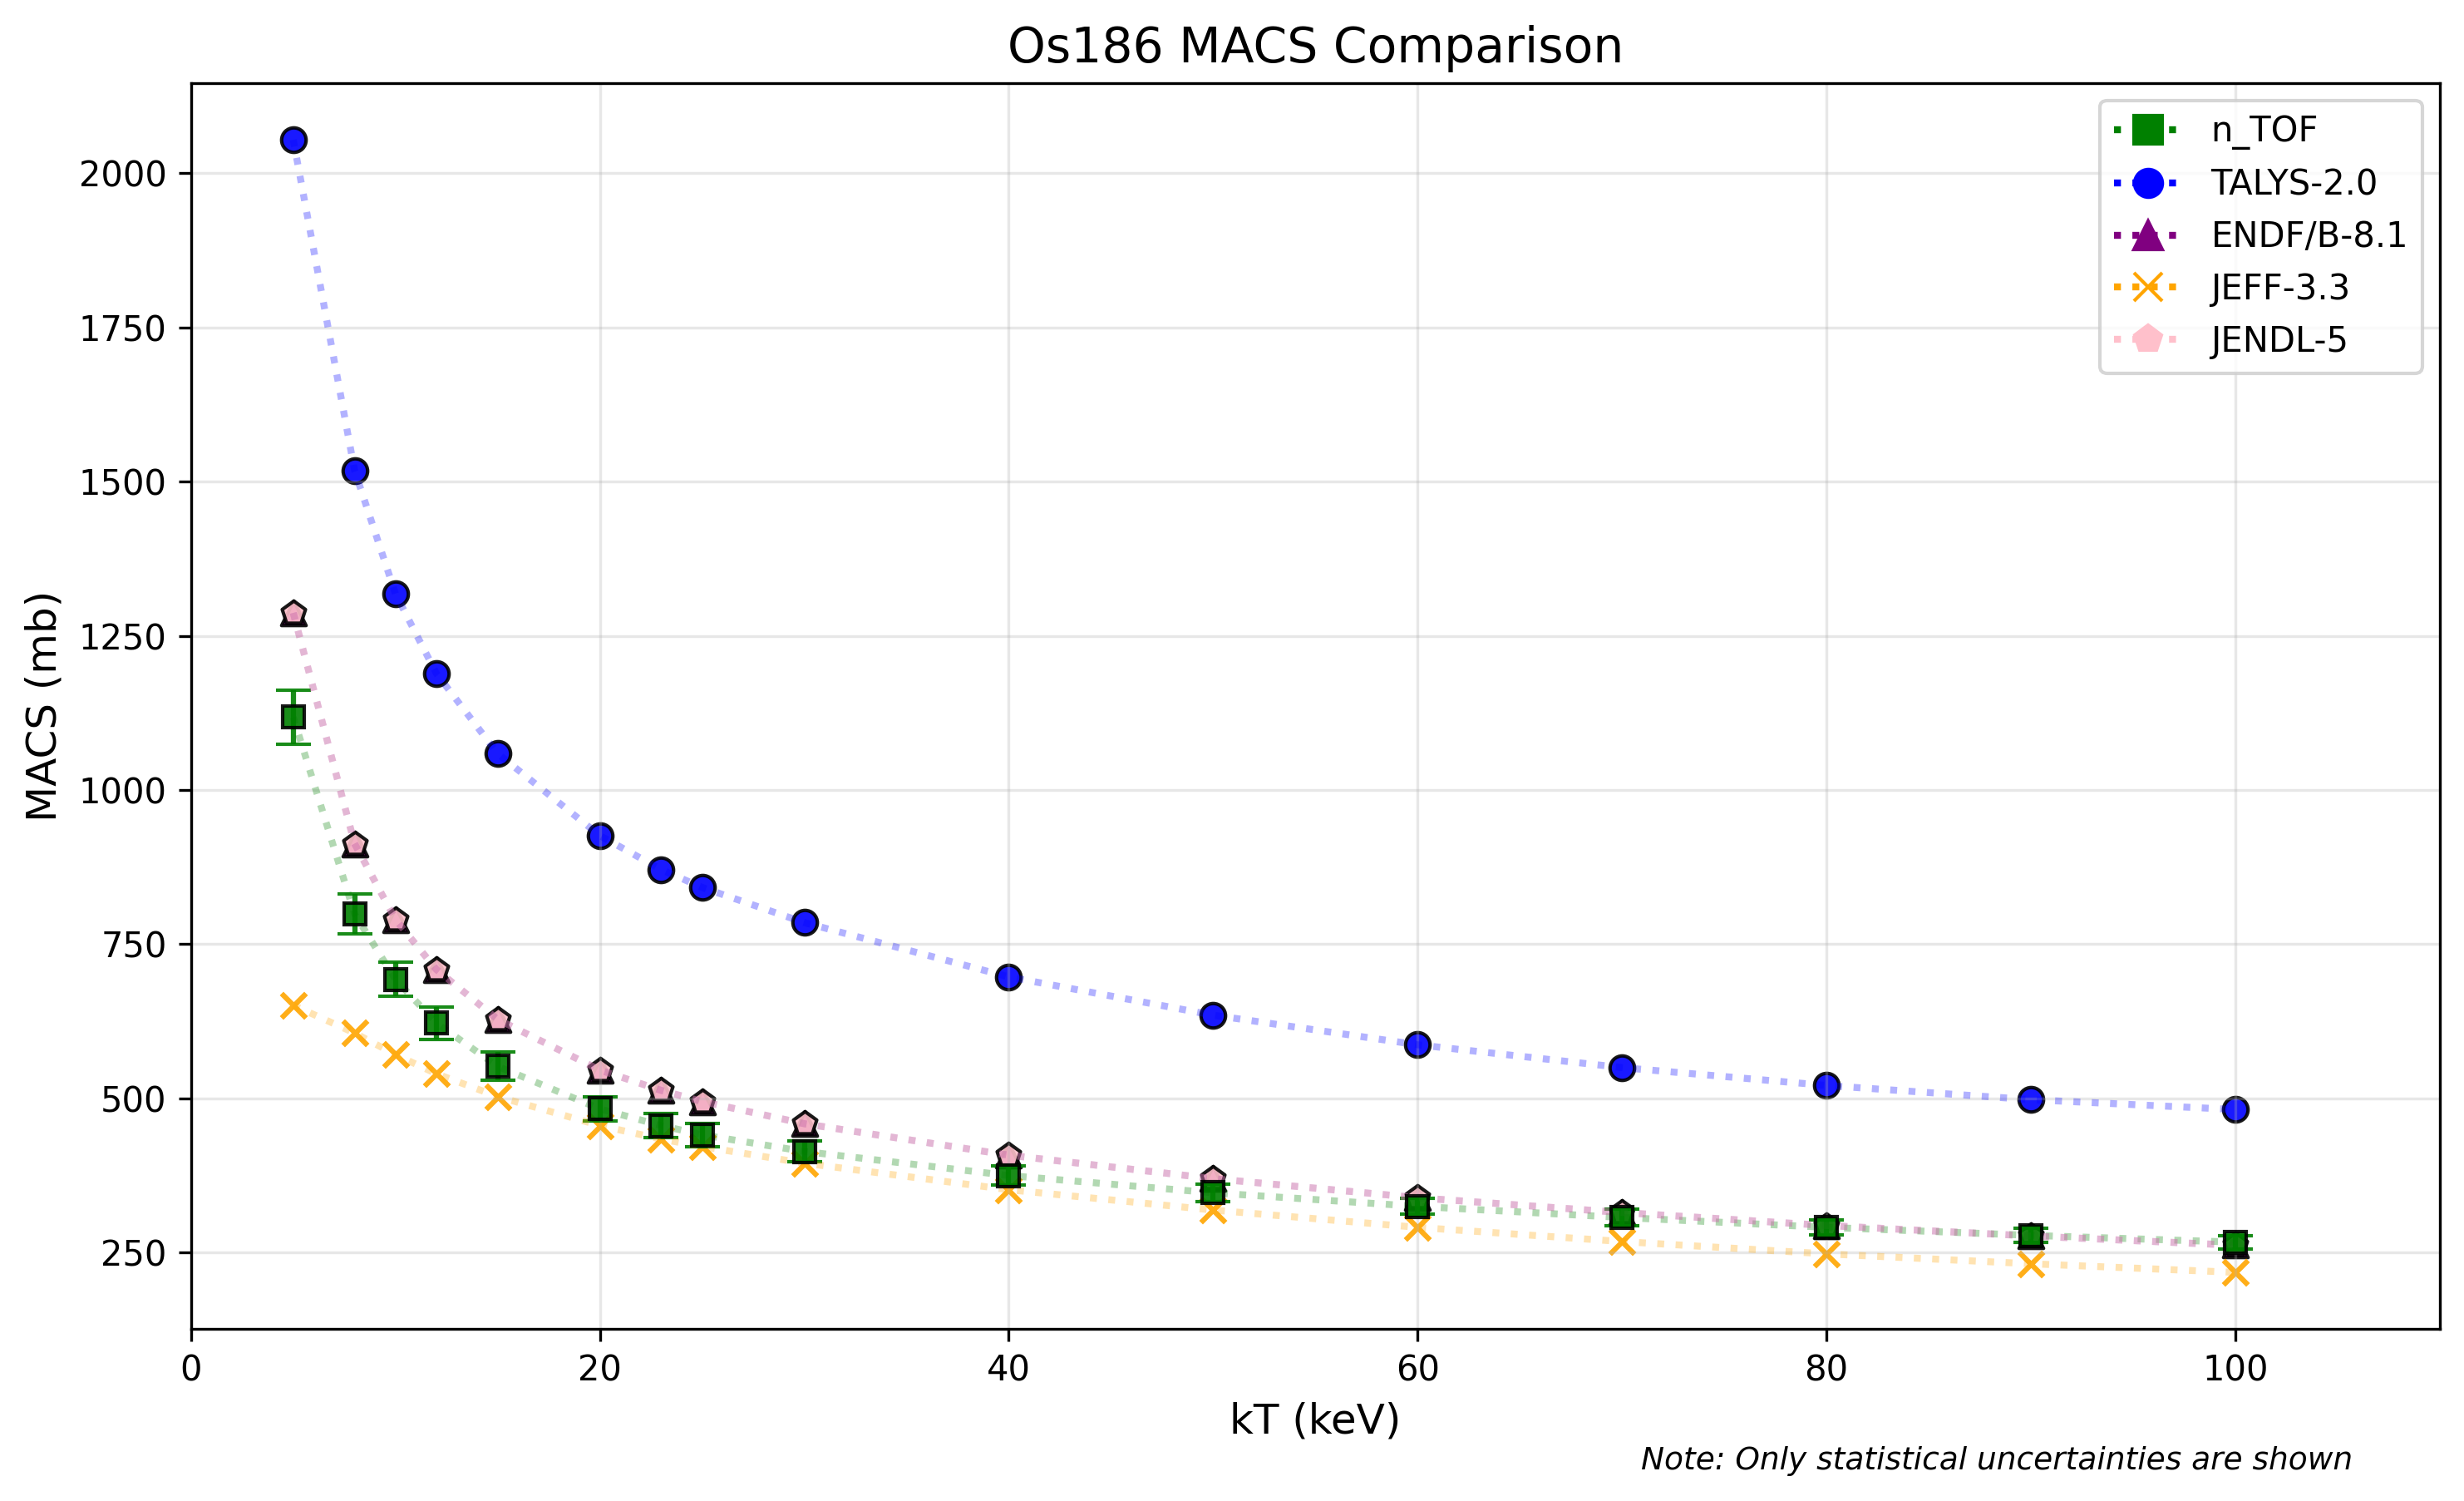 Os186 MACS Comparison
n_TOF
TALYS-2.0
ENDF/B-8.1
JEFF-3.3
JENDL-5
MACS (mb)
2000
1750
1500
1250
1000
750
500
250
0 20 40 60 80 100
kT (keV)
Note: Only statistical uncertainties are shown